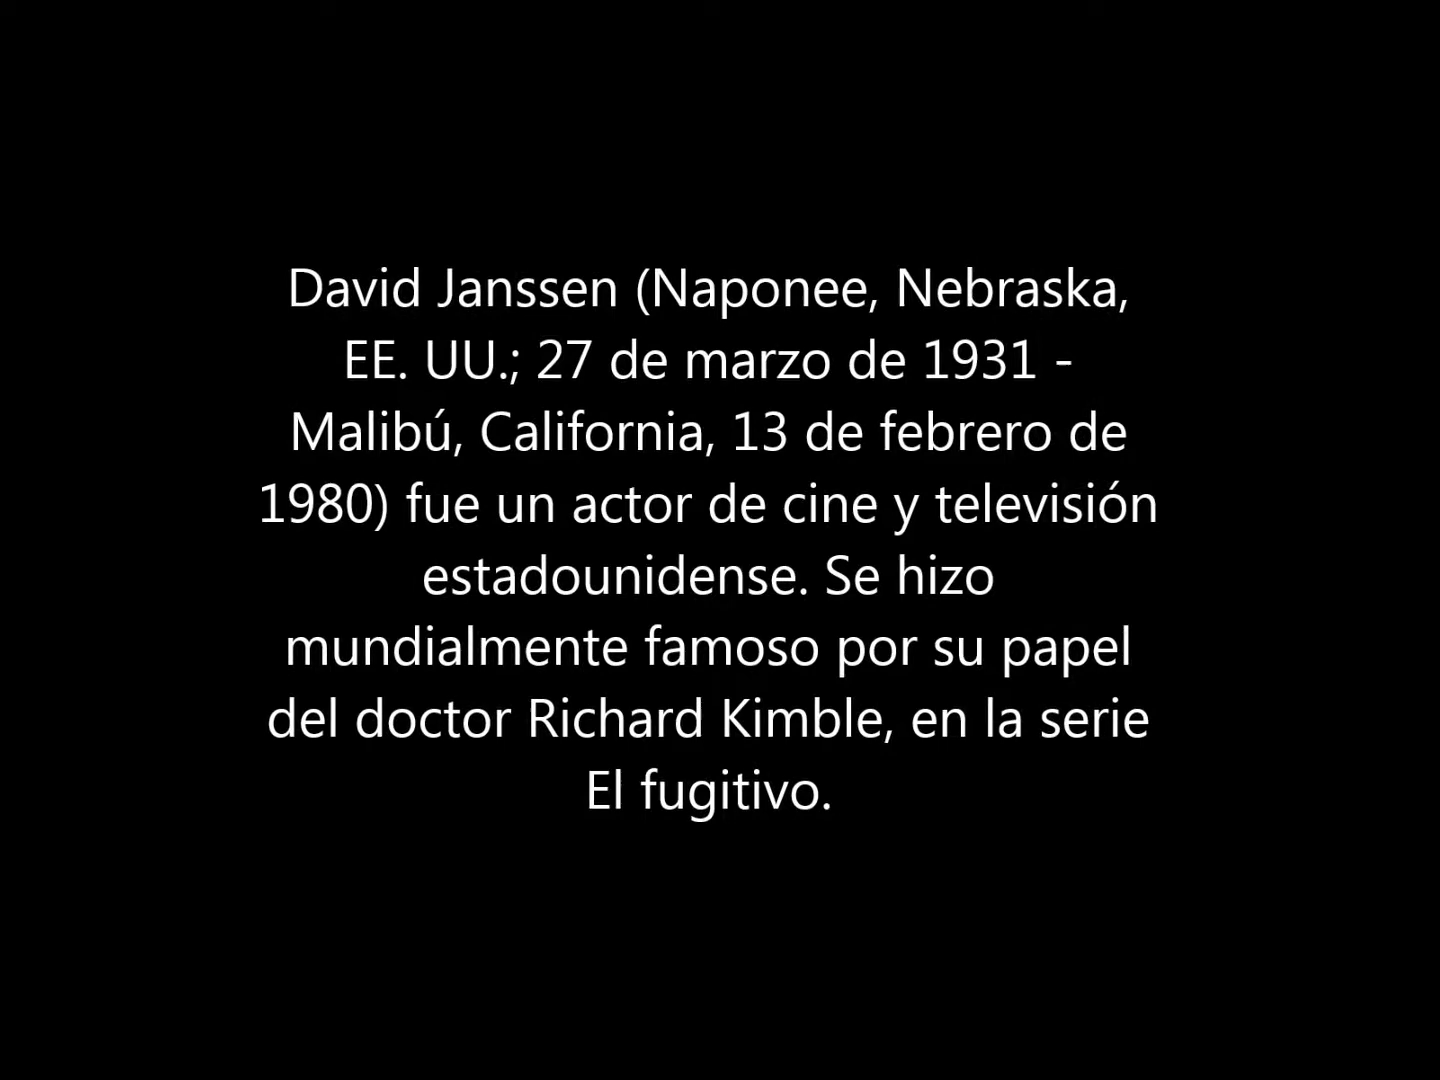 David Janssen (Naponee, Nebraska,
EE. UU.; 27 de marzo de 1931 -
Malibú, California, 13 de febrero de
1980) fue un actor de cine y televisión
estadounidense. Se hizo
mundialmente famoso por su papel
del doctor Richard Kimble, en la serie
El fugitivo.